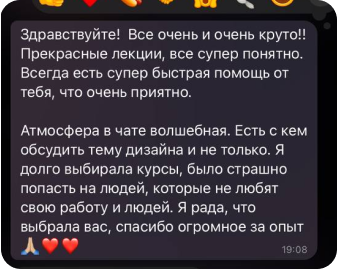 Здравствуйте!  Все очень и очень круто!!
Прекрасные лекции, все супер понятно.
Всегда есть супер быстрая помощь от
тебя, что очень приятно.

Атмосфера в чате волшебная. Есть с кем
обсудить тему дизайна и не только. Я
долго выбирала курсы, было страшно
попасть на людей, которые не любят
свою работу и людей. Я рада, что
выбрала вас, спасибо огромное за опыт
🙏🏻❤️❤️
19:08